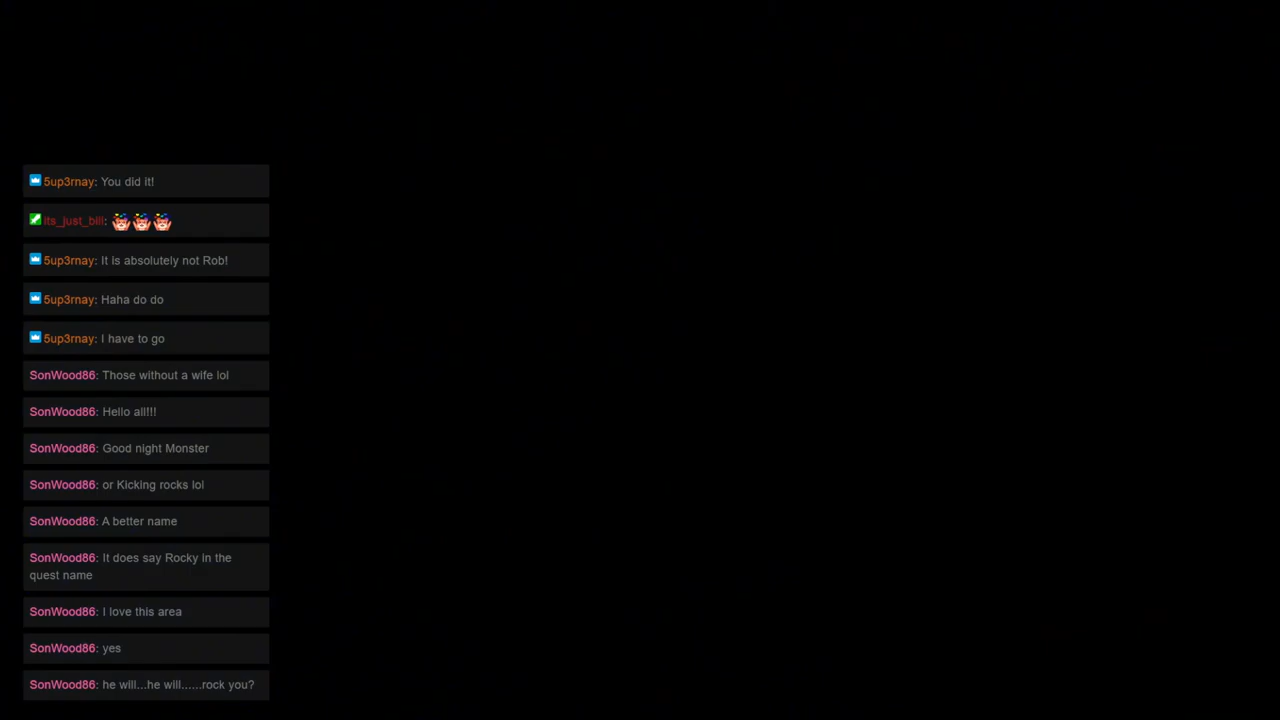 5up3rnay: You did it!
its_just_bill:
5up3rnay: It is absolutely not Rob!
5up3rnay: Haha do do
5up3rnay: I have to go
SonWood86: Those without a wife lol
SonWood86: Hello all!!!
SonWood86: Good night Monster
SonWood86: or Kicking rocks lol
SonWood86: A better name
SonWood86: It does say Rocky in the
quest name
SonWood86: I love this area
SonWood86: yes
SonWood86: he will...he will......rock you?